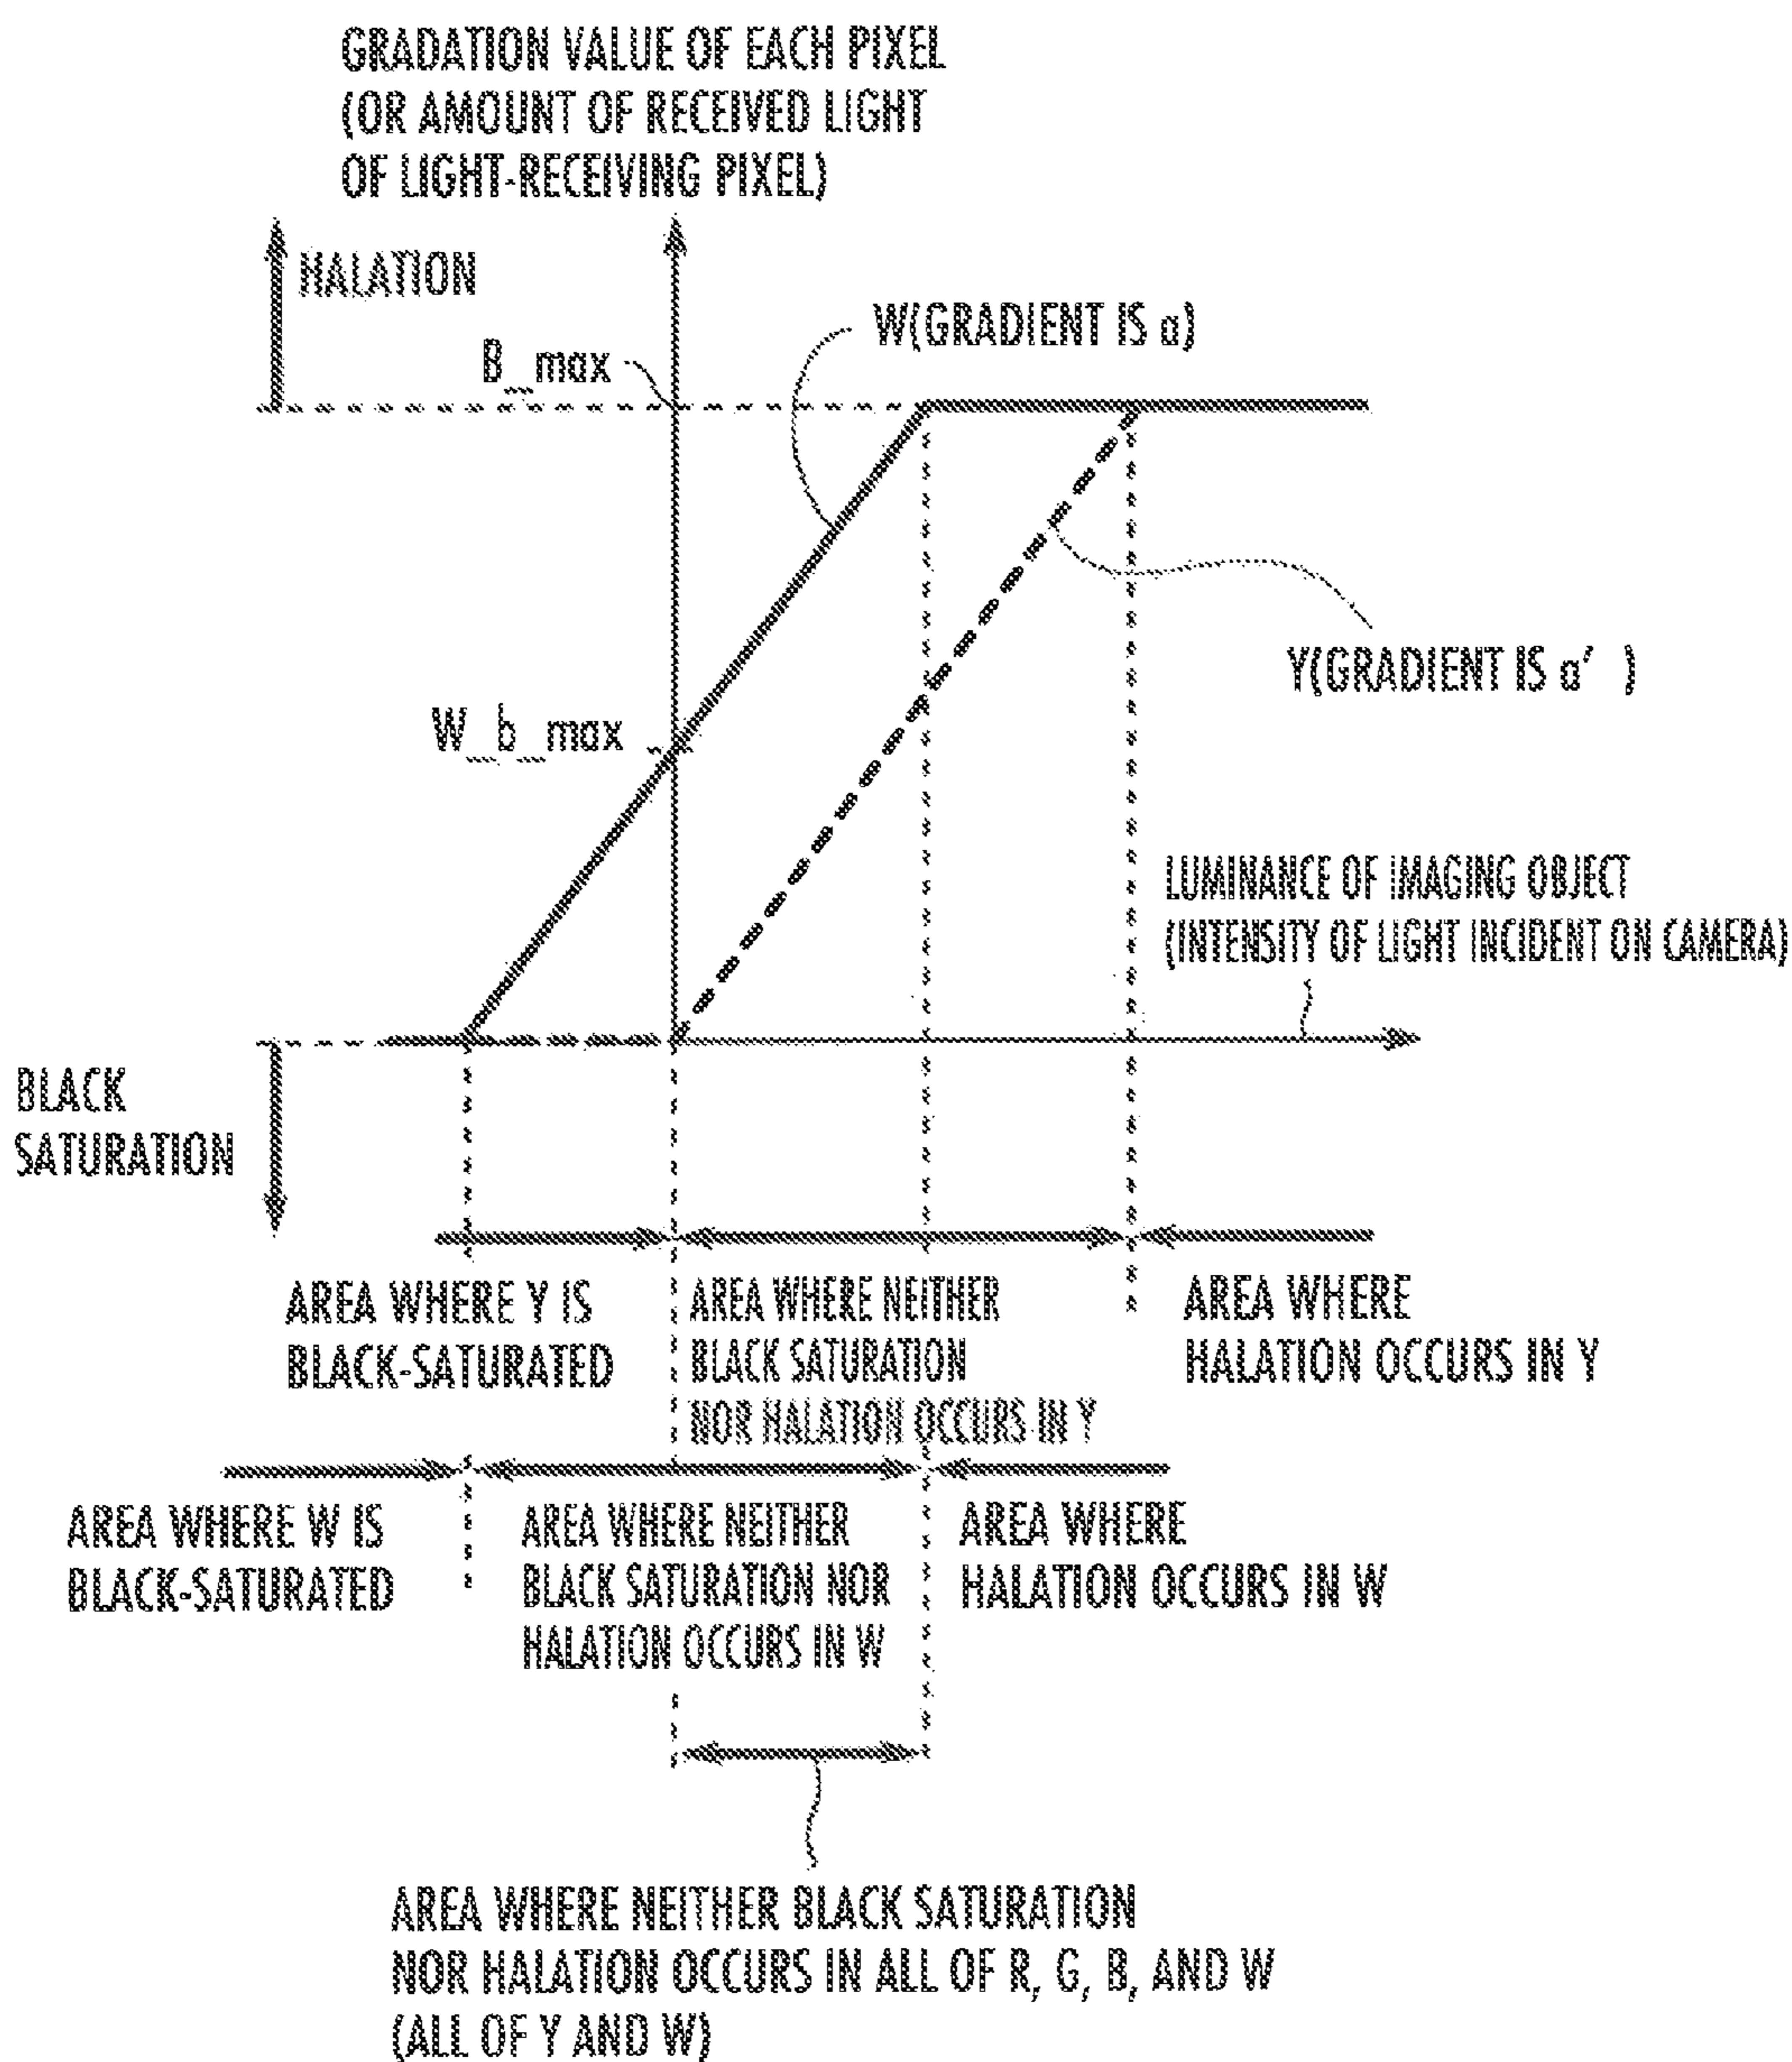 GRADATION VALUE OF EACH PIXEL
(OR AMOUNT OF RECEIVED LIGHT
OF LIGHT-RECEIVING PIXEL)
HALATION
W(GRADIENT IS α)
B_max
Y(GRADIENT IS α' )
W_b_max
LUMINANCE OF IMAGING OBJECT
(INTENSITY OF LIGHT INCIDENT ON CAMERA)
BLACK
SATURATION
AREA WHERE Y IS
BLACK-SATURATED
AREA WHERE NEITHER
BLACK SATURATION
NOR HALATION OCCURS IN Y
AREA WHERE
HALATION OCCURS IN Y
AREA WHERE W IS
BLACK-SATURATED
AREA WHERE NEITHER
BLACK SATURATION NOR
HALATION OCCURS IN W
AREA WHERE
HALATION OCCURS IN W
AREA WHERE NEITHER BLACK SATURATION
NOR HALATION OCCURS IN ALL OF R, G, B, AND W
(ALL OF Y AND W)